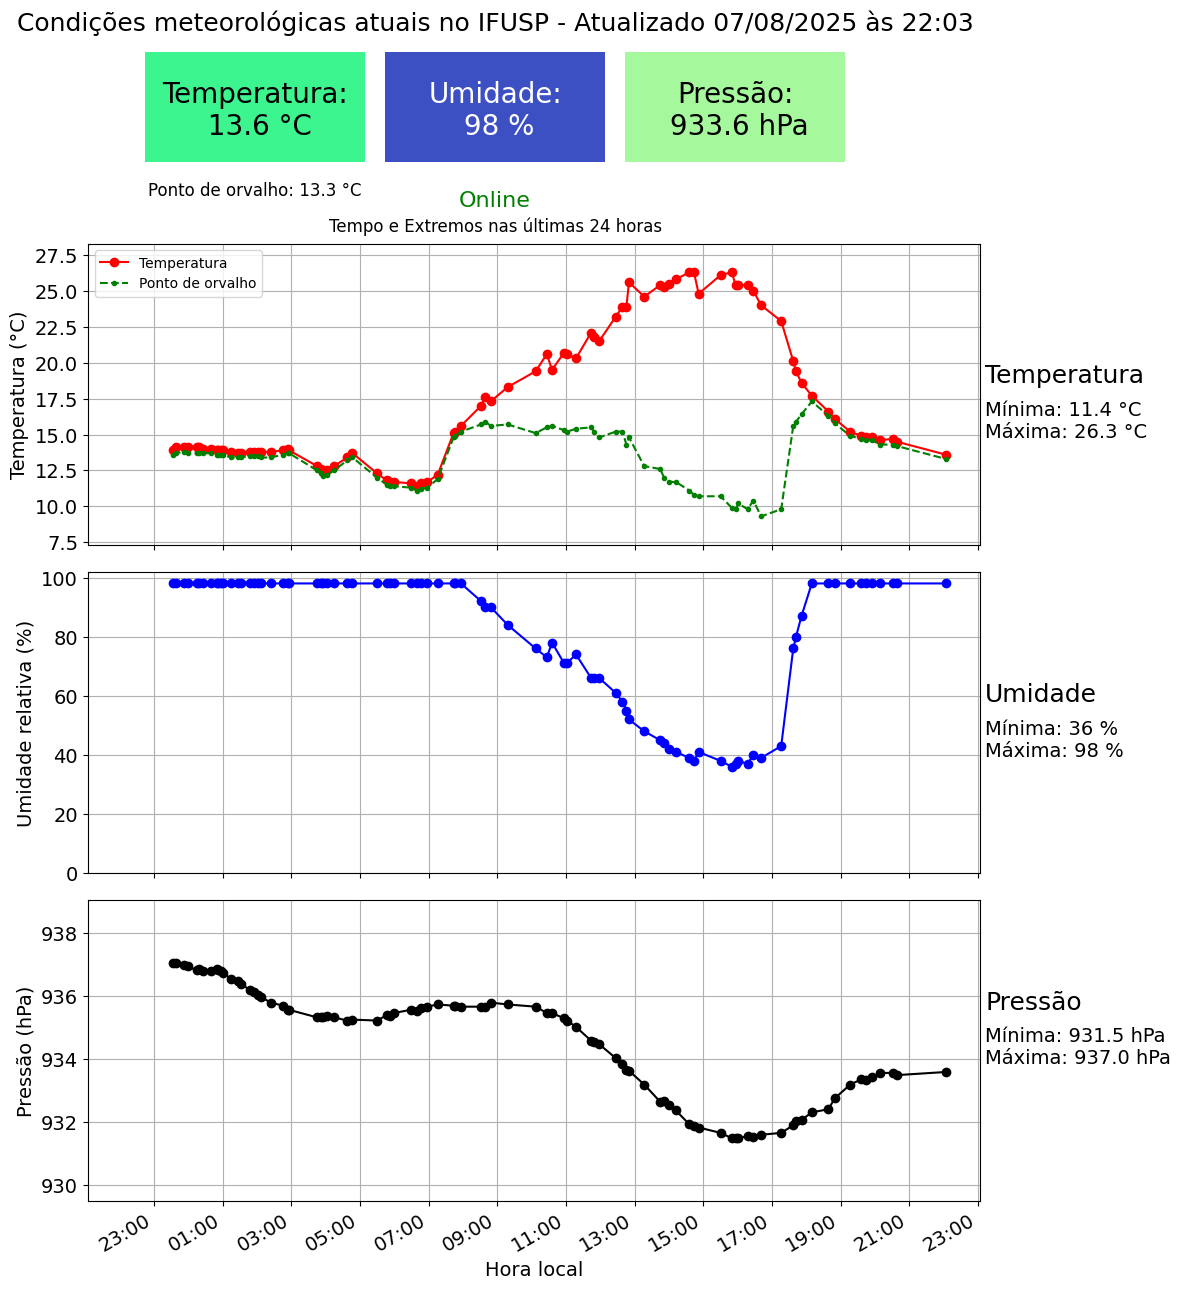 Condições meteorológicas atuais no IFUSP - Atualizado 07/08/2025 às 22:03
Temperatura:
13.6 °C
Umidade:
98 %
Pressão:
933.6 hPa
Ponto de orvalho: 13.3 °C
Online
Tempo e Extremos nas últimas 24 horas
Temperatura
Ponto de orvalho
Temperatura (°C)
27.5
25.0
22.5
20.0
17.5
15.0
12.5
10.0
7.5
Temperatura
Mínima: 11.4 °C
Máxima: 26.3 °C
Umidade relativa (%)
100
80
60
40
20
0
Umidade
Mínima: 36 %
Máxima: 98 %
Pressão (hPa)
938
936
934
932
930
Pressão
Mínima: 931.5 hPa
Máxima: 937.0 hPa
23:00 01:00 03:00 05:00 07:00 09:00 11:00 13:00 15:00 17:00 19:00 21:00 23:00
Hora local